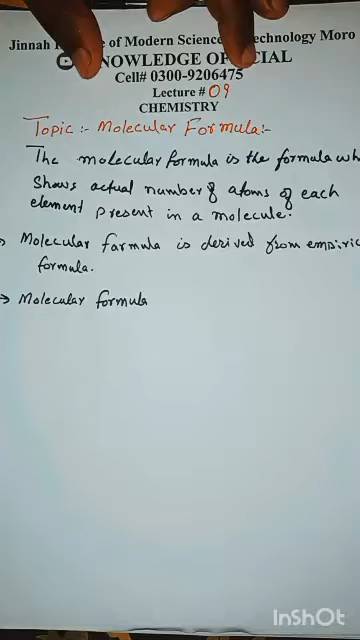 Jinnah of Modern Science Technology Moro
NOWLEDGE OF CIAL
Cell# 0300-9206475
Lecture # 09
CHEMISTRY
Topic :- Molecular Formula:-
The molecular formula is the formula wh
Shows actual number of atoms of each
element present in a molecule.
→ Molecular farmula is derived from empiric
formula.
→ Molecular formula
InShOt